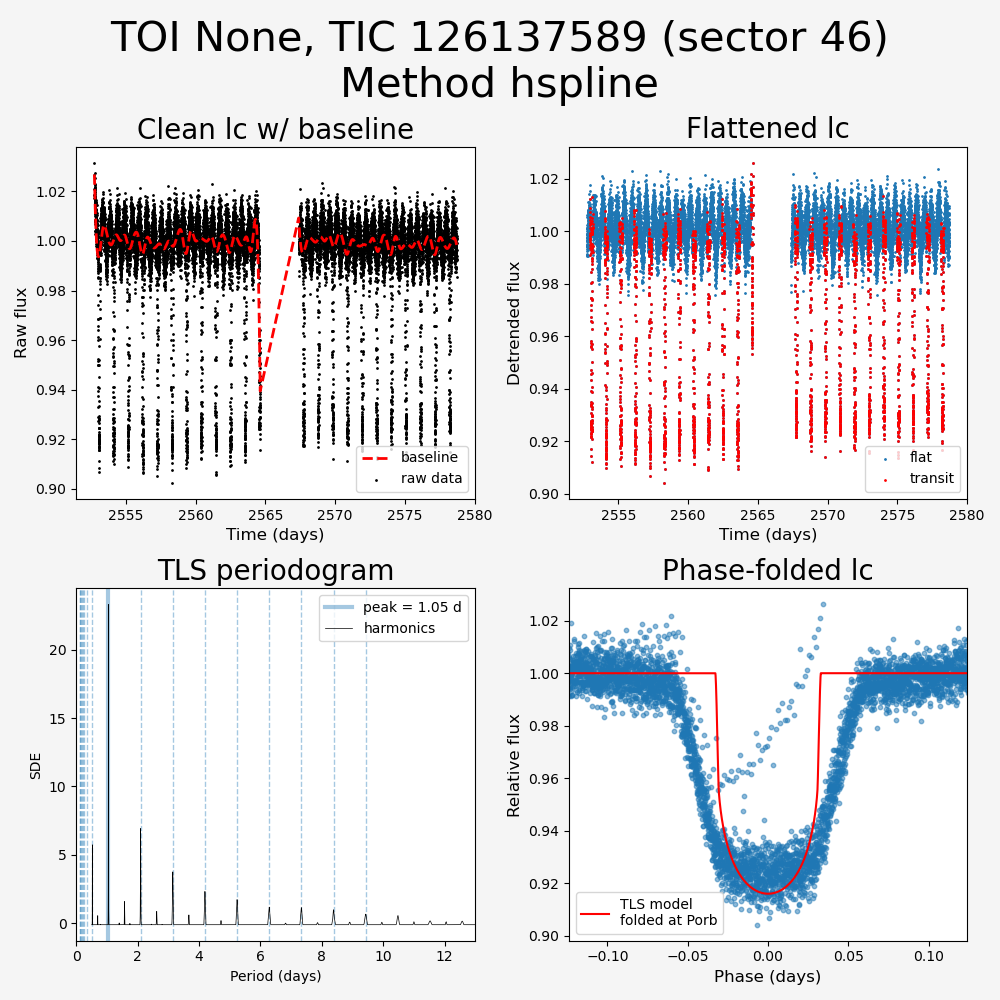 TOI None, TIC 126137589 (sector 46)
Method hspline
Clean lc w/ baseline
Raw flux
1.02
1.00
0.98
0.96
0.94
0.92
0.90
baseline
raw data
2555
2560
2565
2570
2575
2580
Time (days)
Flattened lc
Detrended flux
1.02
1.00
0.98
0.96
0.94
0.92
0.90
flat
transit
2555
2560
2565
2570
2575
2580
Time (days)
TLS periodogram
SDE
20
15
10
5
0
peak = 1.05 d
harmonics
0
2
4
6
8
10
12
Period (days)
Phase-folded lc
Relative flux
1.02
1.00
0.98
0.96
0.94
0.92
0.90
TLS model
folded at Porb
−0.10
−0.05
0.00
0.05
0.10
Phase (days)